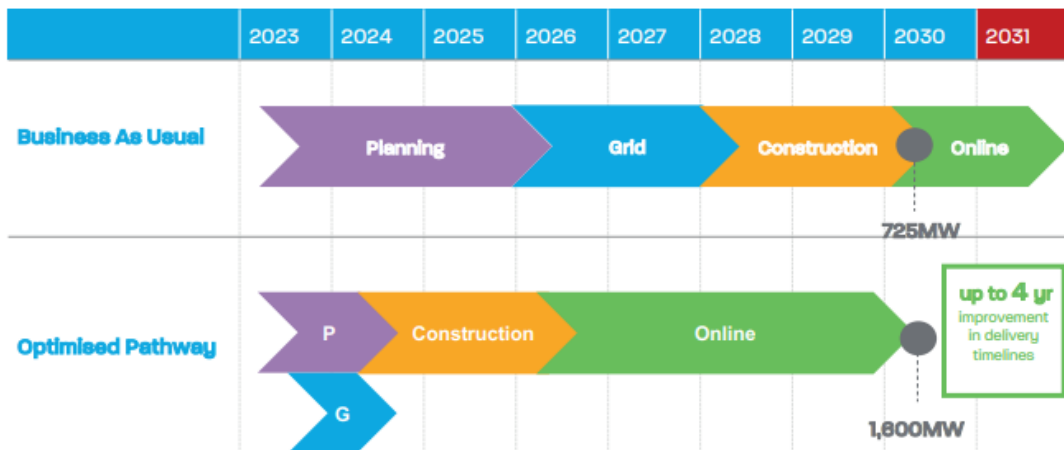 2023 2024 2025 2026 2027 2028 2029 2030 2031
Business As Usual
Planning Grid Construction Online
725MW
Optimised Pathway
P Construction Online
G
1,600MW
up to 4 yr
improvement
in delivery
timelines